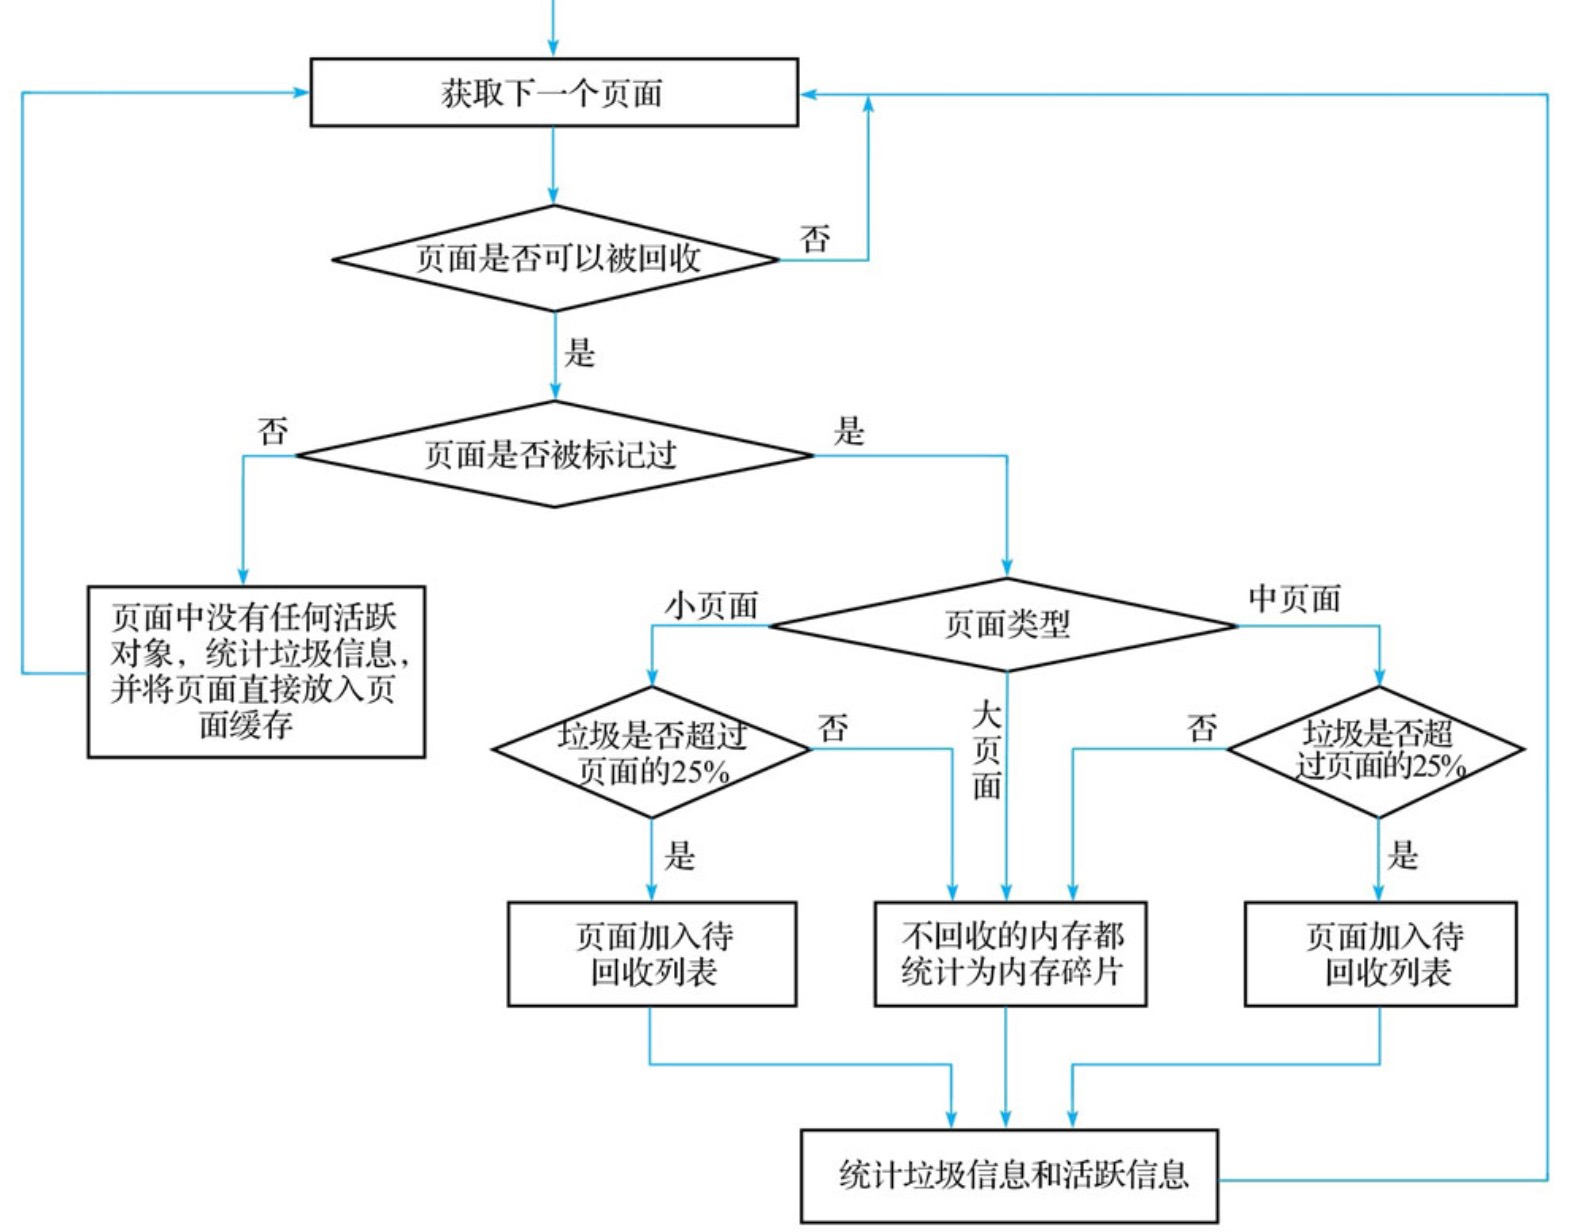 获取下一个页面
页面是否可以被回收
否
是
页面是否被标记过
否
是
页面中没有任何活跃
对象，统计垃圾信息，
并将页面直接放入页
面缓存
页面类型
小页面
大
页
面
中页面
垃圾是否超过
页面的25%
否
是
垃圾是否超
过页面的25%
否
是
页面加入待
回收列表
不回收的内存都
统计为内存碎片
页面加入待
回收列表
统计垃圾信息和活跃信息